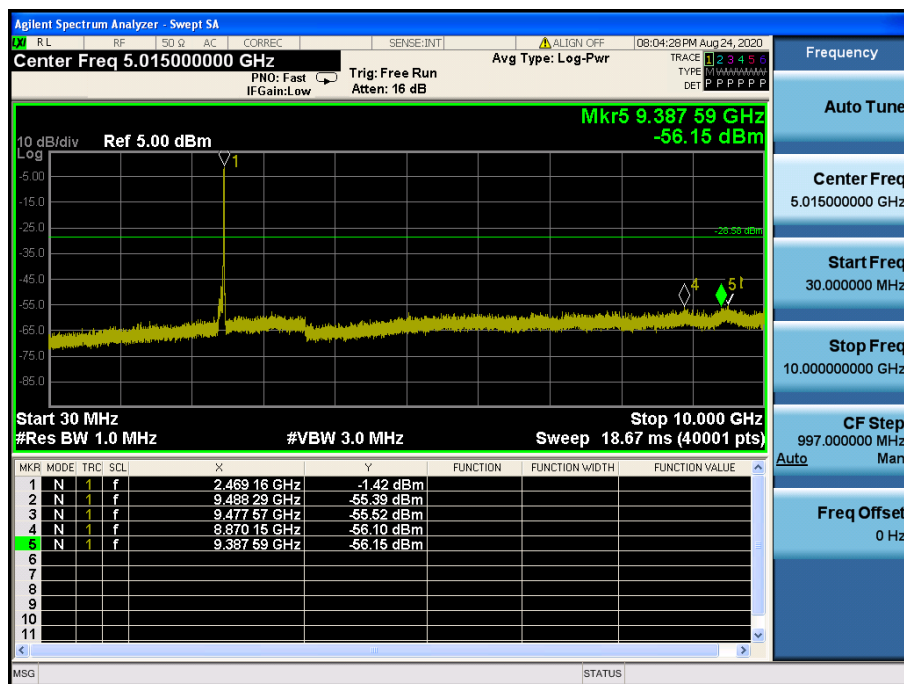 Agilent Spectrum Analyzer - Swept SA
LXI RL RF 50 Ω AC CORREC SENSE:INT ALIGN OFF 08:04:28 PM Aug 24, 2020
Center Freq 5.015000000 GHz
PNO: Fast
IFGain:Low
Trig: Free Run
Atten: 16 dB
Avg Type: Log-Pwr
TRACE 1 2 3 4 5 6
TYPE M W W W W W
DET P P P P P P
Mkr5 9.387 59 GHz
-56.15 dBm
10 dB/div Ref 5.00 dBm
Log
-5.00
-15.0
-25.0
-35.0
-45.0
-55.0
-65.0
-75.0
-85.0
1
4
5
Start 30 MHz Stop 10.000 GHz
#Res BW 1.0 MHz #VBW 3.0 MHz Sweep 18.67 ms (40001 pts)
MKR MODE TRC SCL X Y FUNCTION FUNCTION WIDTH FUNCTION VALUE
1 N 1 f 2.469 16 GHz -1.42 dBm
2 N 1 f 9.488 29 GHz -55.39 dBm
3 N 1 f 9.477 57 GHz -55.52 dBm
4 N 1 f 8.870 15 GHz -56.10 dBm
5 N 1 f 9.387 59 GHz -56.15 dBm
6
7
8
9
10
11
MSG STATUS
Frequency
Auto Tune
Center Freq
5.015000000 GHz
Start Freq
30.000000 MHz
Stop Freq
10.000000000 GHz
CF Step
997.000000 MHz
Auto Man
Freq Offset
0 Hz